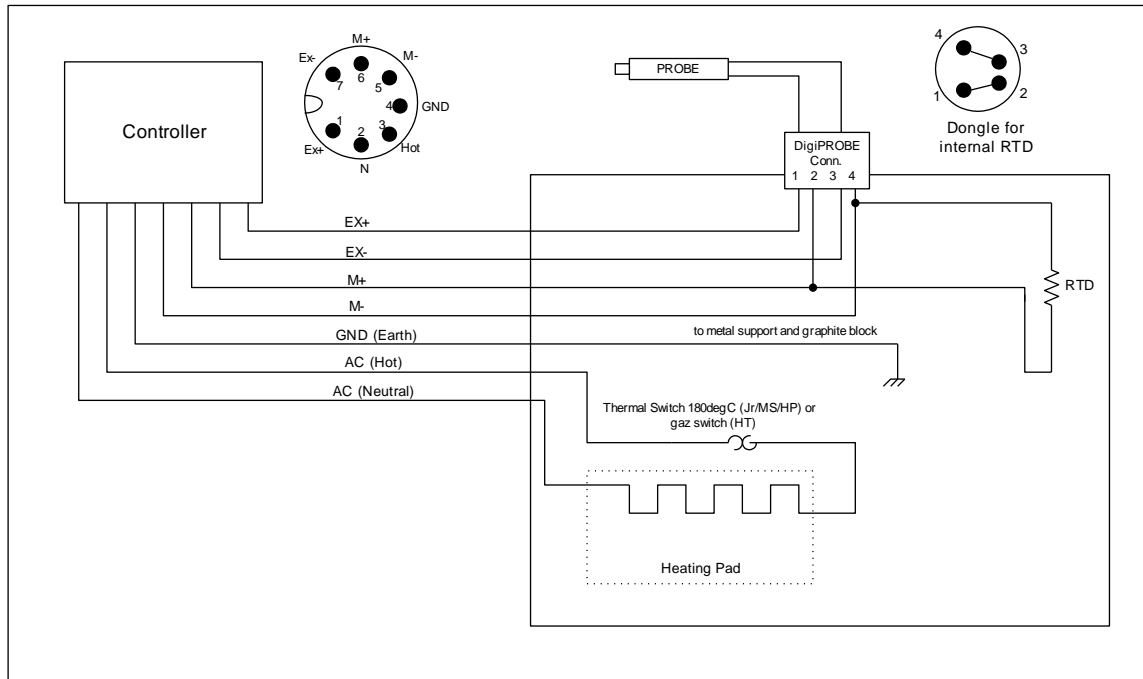 Controller
M+
Ex-
M-
7
6
5
4
GND
1
2
3
Ex+
N
Hot
PROBE
4
3
1
2
Dongle for
internal RTD
DigiPROBE
Conn.
1 2 3 4
EX+
EX-
M+
M-
GND (Earth)
AC (Hot)
AC (Neutral)
RTD
to metal support and graphite block
Thermal Switch 180degC (Jr/MS/HP) or
gaz switch (HT)
Heating Pad